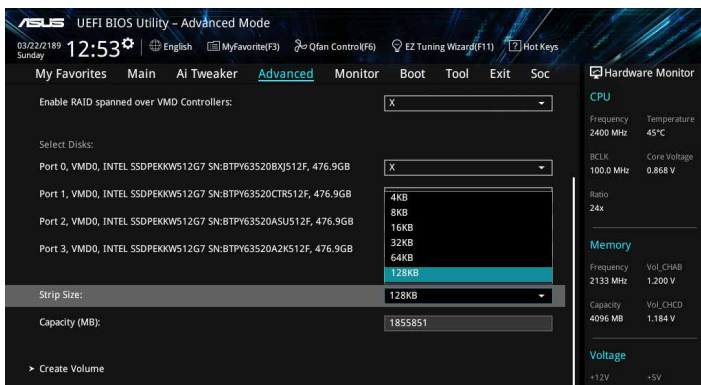 ASUS UEFI BIOS Utility – Advanced Mode
03/22/2189 Sunday 12:53 English MyFavorite(F3) Qfan Control(F6) EZ Tuning Wizard(F11) ? Hot Keys
My Favorites Main Ai Tweaker Advanced Monitor Boot Tool Exit Soc
Enable RAID spanned over VMD Controllers: X
Select Disks:
Port 0, VMD0, INTEL SSDPEKKW512G7 SN:BTPY63520BXJ512F, 476.9GB X
Port 1, VMD0, INTEL SSDPEKKW512G7 SN:BTPY63520CTR512F, 476.9GB
Port 2, VMD0, INTEL SSDPEKKW512G7 SN:BTPY63520ASU512F, 476.9GB
Port 3, VMD0, INTEL SSDPEKKW512G7 SN:BTPY63520A2K512F, 476.9GB
4KB
8KB
16KB
32KB
64KB
128KB
Strip Size: 128KB
Capacity (MB): 1855851
> Create Volume
Hardware Monitor
CPU
Frequency Temperature
2400 MHz 45°C
BCLK Core Voltage
100.0 MHz 0.868 V
Ratio
24x
Memory
Frequency Vol_CHAB
2133 MHz 1.200 V
Capacity Vol_CHCD
4096 MB 1.184 V
Voltage
+12V +5V